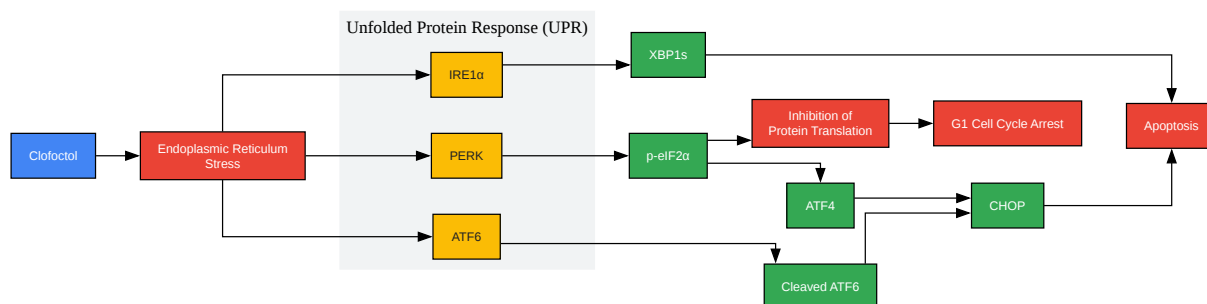 Unfolded Protein Response (UPR)
XBP1s
IRE1α
Inhibition of
Protein Translation
G1 Cell Cycle Arrest
Apoptosis
Clofoctol
Endoplasmic Reticulum
Stress
PERK
p-eIF2α
ATF4
CHOP
ATF6
Cleaved ATF6